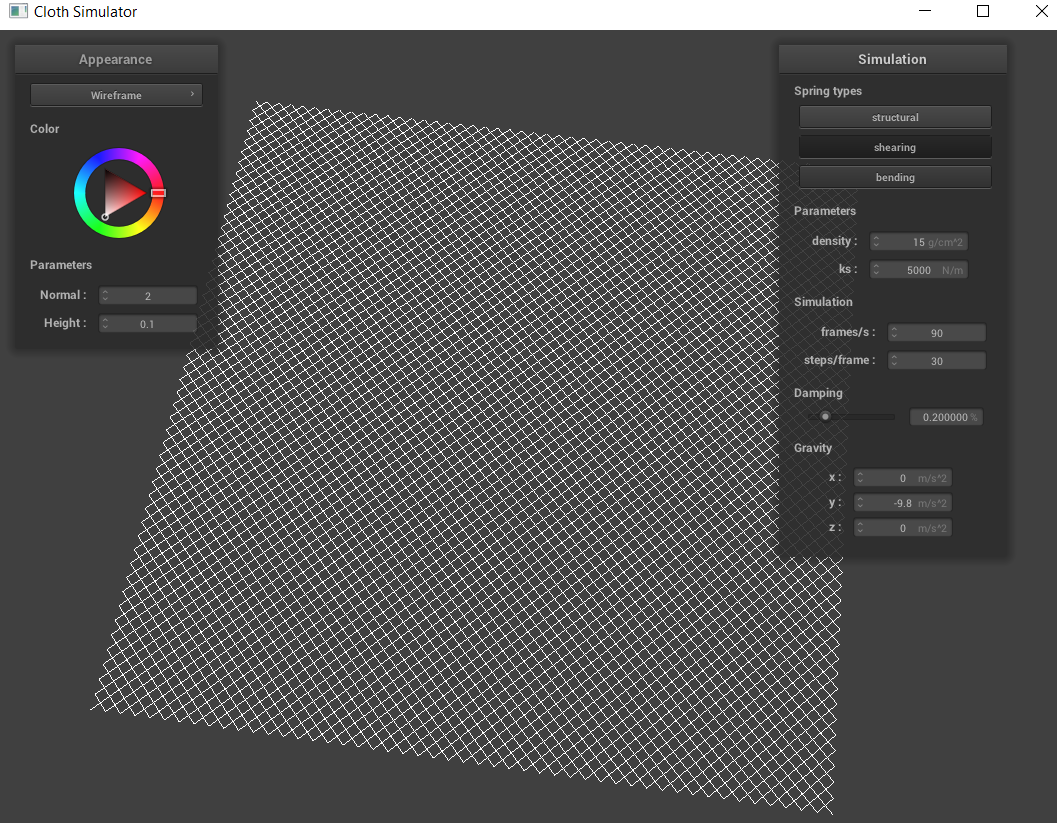 Cloth Simulator
Appearance
Wireframe
Color
Parameters
Normal : 2
Height : 0.1
Simulation
Spring types
structural
shearing
bending
Parameters
density : 15 g/cm^2
ks : 5000 N/m
Simulation
frames/s : 90
steps/frame : 30
Damping
0.200000 %
Gravity
x : 0 m/s^2
y : -9.8 m/s^2
z : 0 m/s^2